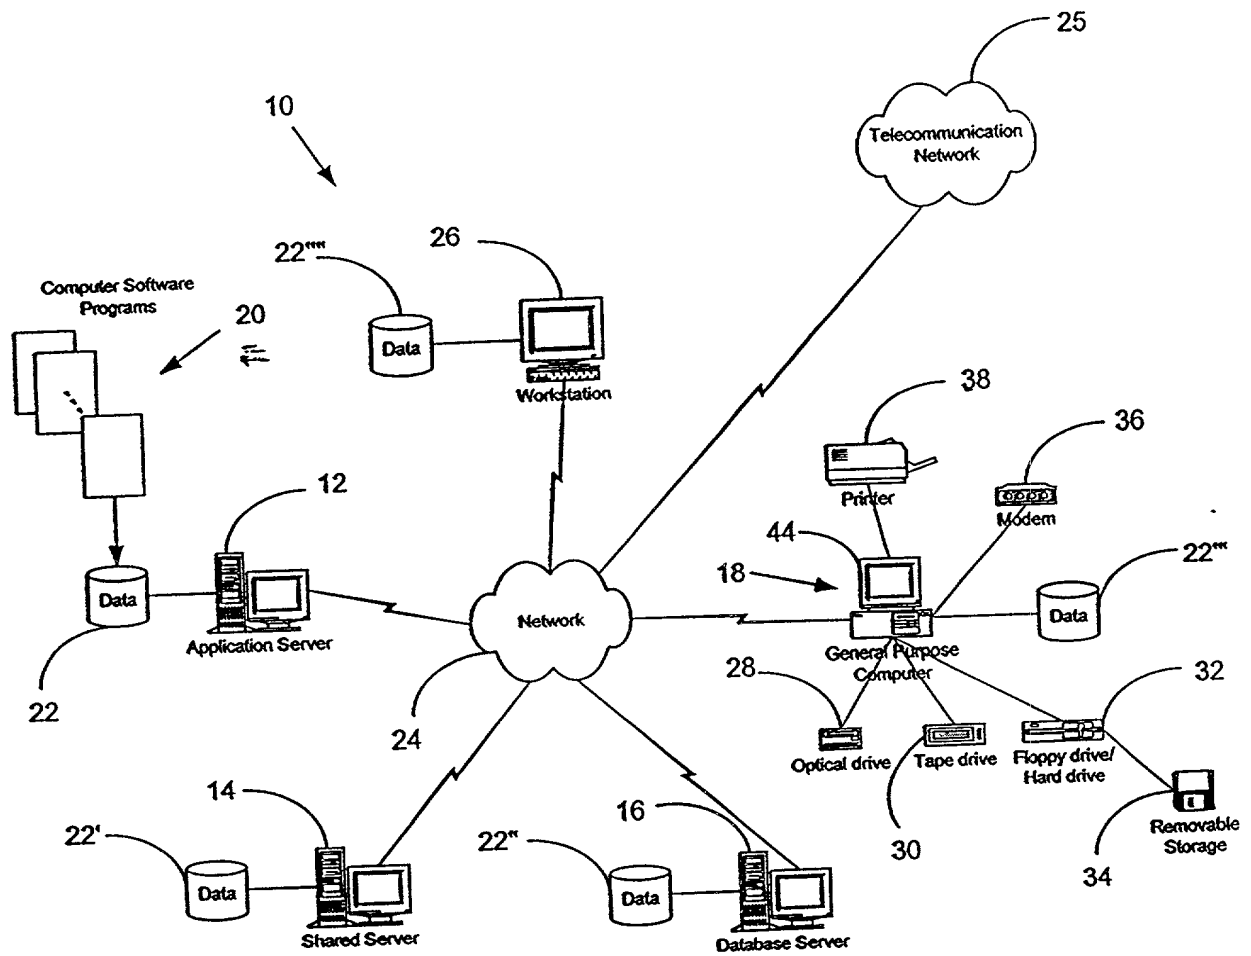 25
10
Telecommunication
Network
26
22""
Computer Software
Programs
20
Data
Workstation
38
36
Printer
Modem
12
44
18
22"'
Data
Application Server
22
Network
24
Data
General Purpose
Computer
28
32
Optical drive
Tape drive
Floppy drive/
Hard drive
30
Removable
Storage
34
14
22'
Data
Shared Server
16
22"
Data
Database Server